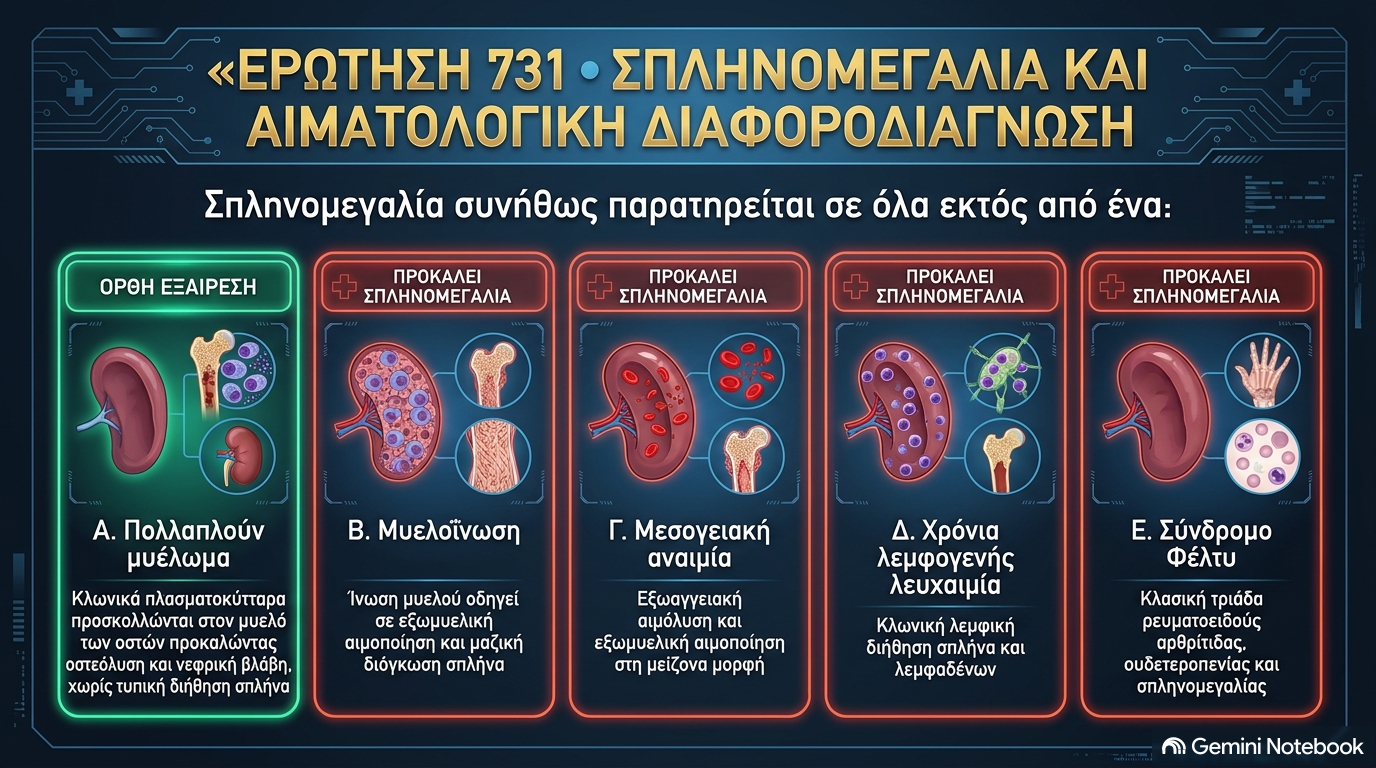 «ΕΡΩΤΗΣΗ 731 • ΣΠΛΗΝΟΜΕΓΑΛΙΑ ΚΑΙ
ΑΙΜΑΤΟΛΟΓΙΚΗ ΔΙΑΦΟΡΟΔΙΑΓΝΩΣΗ
Σπληνομεγαλία συνήθως παρατηρείται σε όλα εκτός από ένα:
ΟΡΘΗ ΕΞΑΙΡΕΣΗ
Α. Πολλαπλούν
μυέλωμα
Κλωνικά πλασματοκύτταρα
προσκολλώνται στον μυελό
των οστών προκαλώντας
οστεόλυση και νεφρική βλάβη,
χωρίς τυπική διήθηση σπλήνα
ΠΡΟΚΑΛΕΙ
ΣΠΛΗΝΟΜΕΓΑΛΙΑ
Β. Μυελοΐνωση
Ίνωση μυελού οδηγεί
σε εξωμυελική
αιμοποίηση και μαζική
διόγκωση σπλήνα
ΠΡΟΚΑΛΕΙ
ΣΠΛΗΝΟΜΕΓΑΛΙΑ
Γ. Μεσογειακή
αναιμία
Εξωαγγειακή
αιμόλυση και
εξωμυελική αιμοποίηση
στη μείζονα μορφή
ΠΡΟΚΑΛΕΙ
ΣΠΛΗΝΟΜΕΓΑΛΙΑ
Δ. Χρόνια
λεμφογενής
λευχαιμία
Κλωνική λεμφική
διήθηση σπλήνα και
λεμφαδένων
ΠΡΟΚΑΛΕΙ
ΣΠΛΗΝΟΜΕΓΑΛΙΑ
Ε. Σύνδρομο
Φέλτυ
Κλασική τριάδα
ρευματοειδούς
αρθρίτιδας,
ουδετεροπενίας και
σπληνομεγαλίας
Gemini Notebook